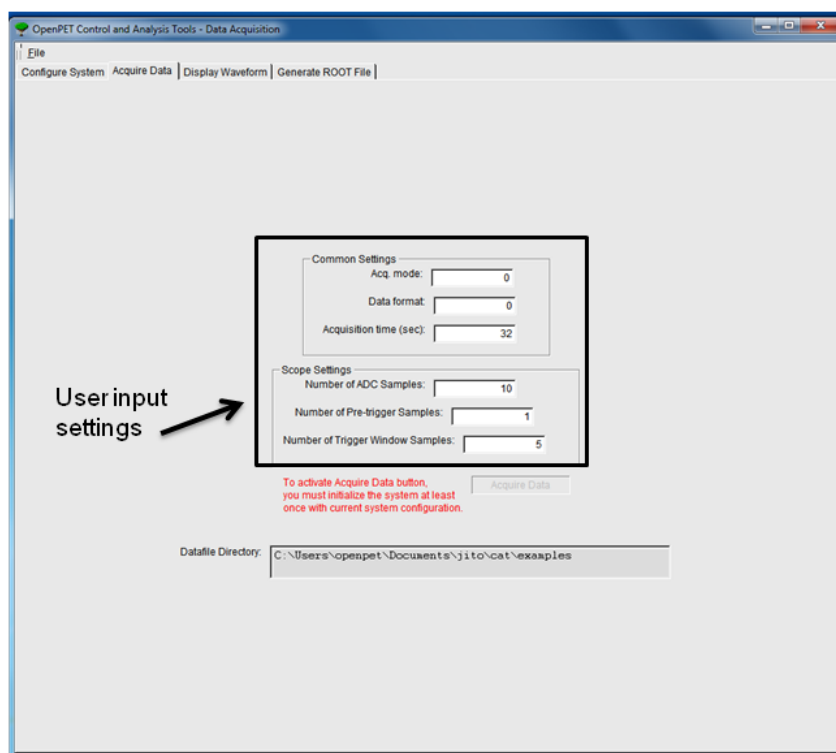 OpenPET Control and Analysis Tools - Data Acquisition
File
Configure System Acquire Data Display Waveform Generate ROOT File
Common Settings
Acq. mode: 0
Data format: 0
Acquisition time (sec): 32
Scope Settings
Number of ADC Samples: 10
Number of Pre-trigger Samples: 1
Number of Trigger Window Samples: 5
User input
settings
To activate Acquire Data button,
you must initialize the system at least
once with current system configuration.
Acquire Data
Datafile Directory: C:\Users\openpet\Documents\jito\cat\examples